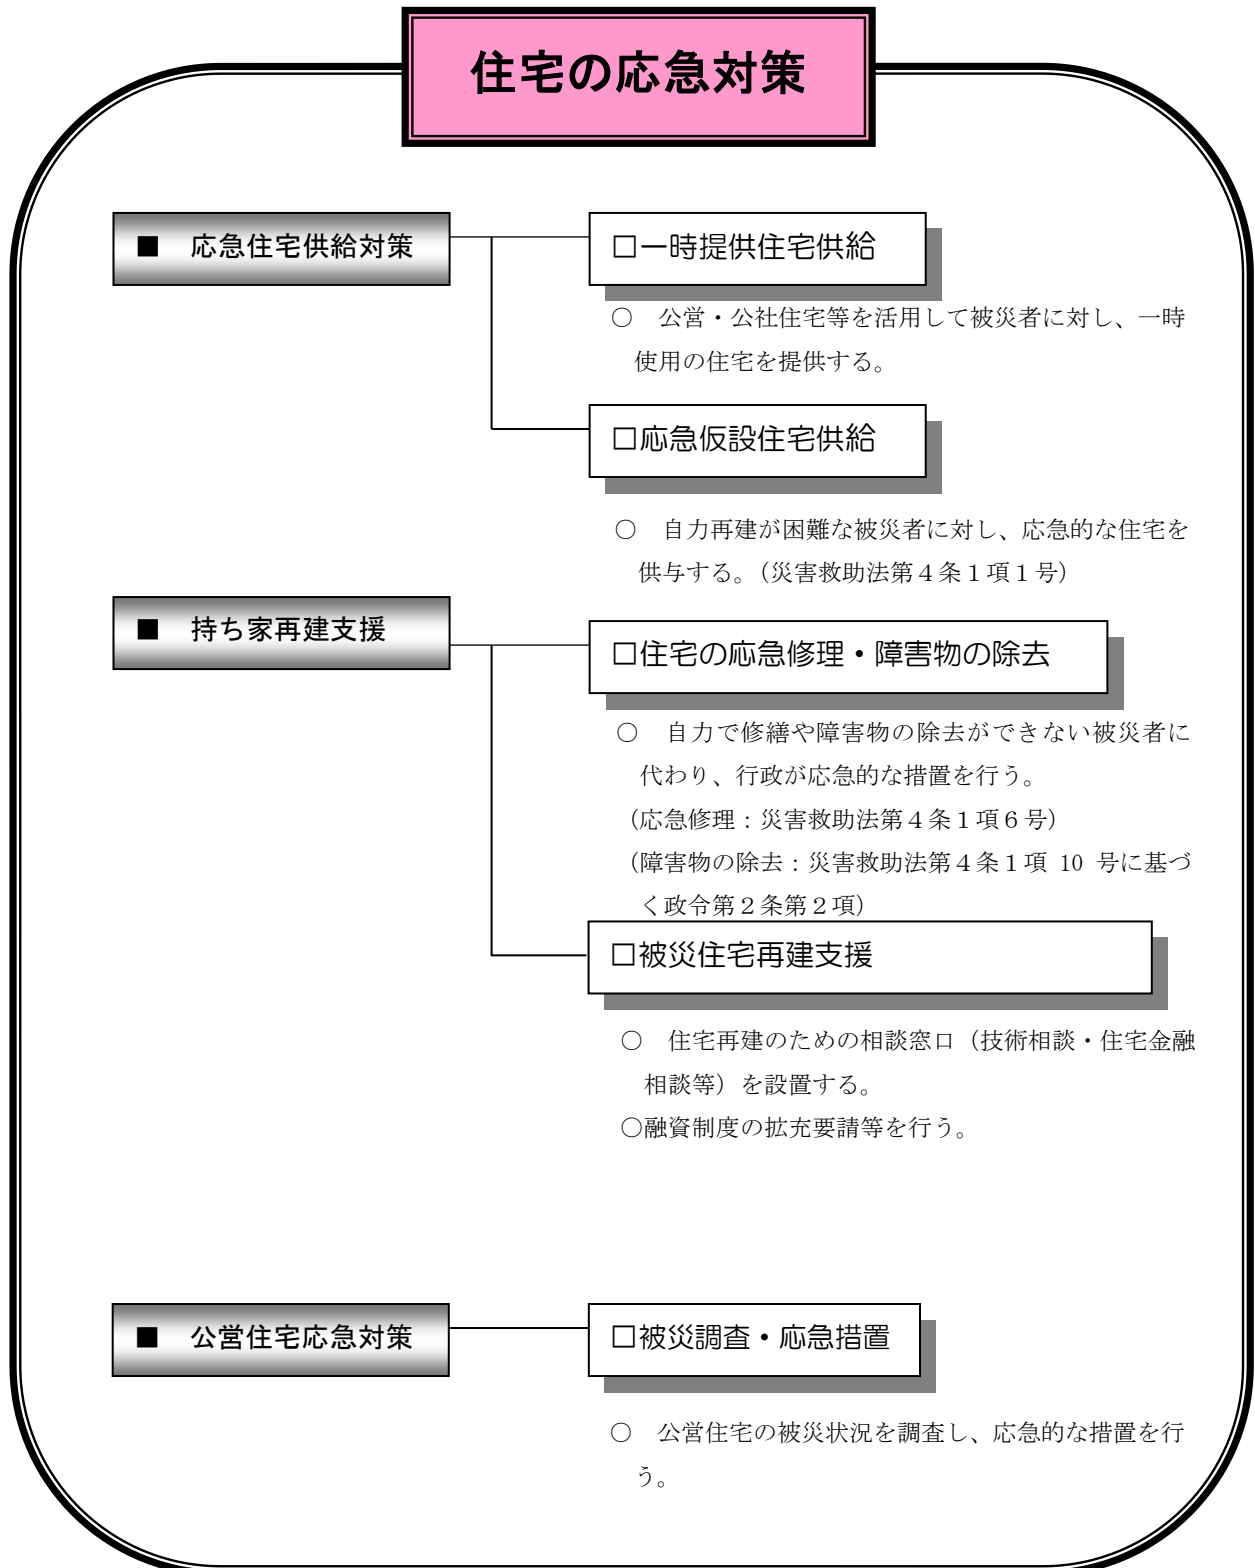 住宅の応急対策
■　応急住宅供給対策
□一時提供住宅供給
○　公営・公社住宅等を活用して被災者に対し、一時
使用の住宅を提供する。
□応急仮設住宅供給
○　自力再建が困難な被災者に対し、応急的な住宅を
供与する。（災害救助法第４条１項１号）
■　持ち家再建支援
□住宅の応急修理・障害物の除去
○　自力で修繕や障害物の除去ができない被災者に
代わり、行政が応急的な措置を行う。
（応急修理：災害救助法第４条１項６号）
（障害物の除去：災害救助法第４条１項 10 号に基づ
く政令第２条第２項）
□被災住宅再建支援
○　住宅再建のための相談窓口（技術相談・住宅金融
相談等）を設置する。
○融資制度の拡充要請等を行う。
■　公営住宅応急対策
□被災調査・応急措置
○　公営住宅の被災状況を調査し、応急的な措置を行
う。